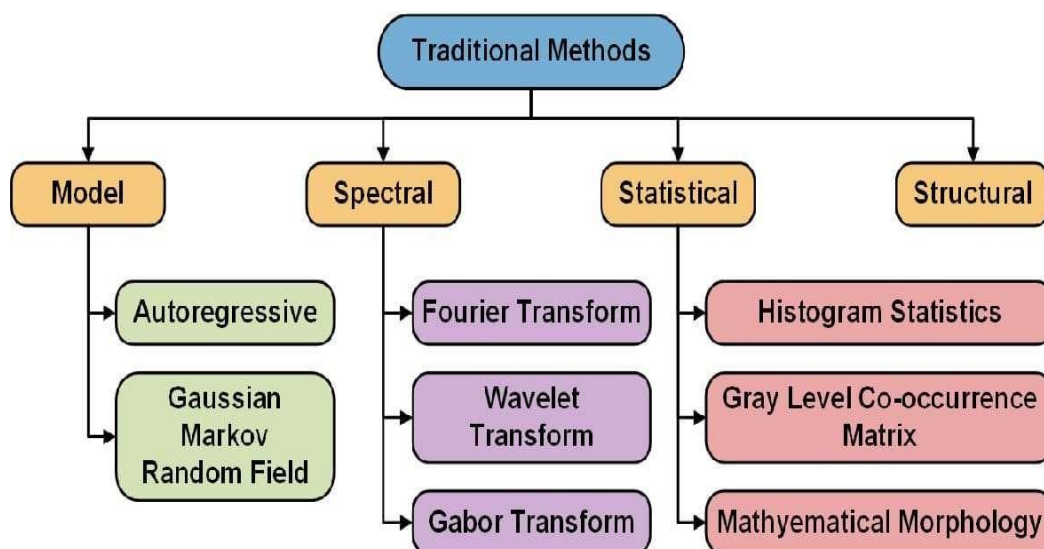 Traditional Methods
Model
Spectral
Statistical
Structural
Autoregressive
Gaussian
Markov
Random Field
Fourier Transform
Wavelet
Transform
Gabor Transform
Histogram Statistics
Gray Level Co-occurrence
Matrix
Mathyematical Morphology